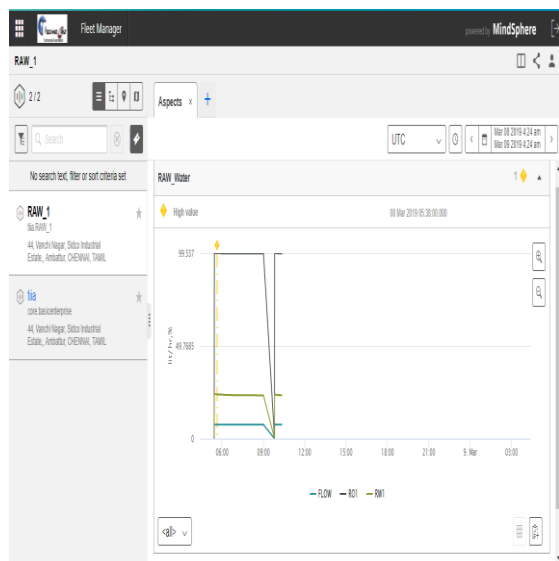 Fleet Manager
powered by MindSphere
RAW_1
2/2
Aspects × +
Search
UTC
Mar 08 2019 4:24 am
Mar 09 2019 4:24 am
No search text, filter or sort criteria set
RAW_Water
1
RAW_1
tiia.RAW_1
44, Vanchi Nagar, Sidco Industrial
Estate,, Ambattur, CHENNAI, TAMIL
High value
08 Mar 2019 05:38:00.000
tiia
core.basicenterprise
44, Vanchi Nagar, Sidco Industrial
Estate,, Ambattur, CHENNAI, TAMIL
99.537
49.7685
0
lit/hr,%
06:00 09:00 12:00 15:00 18:00 21:00 9. Mar 03:00
FLOW RO1 RW1
<all>